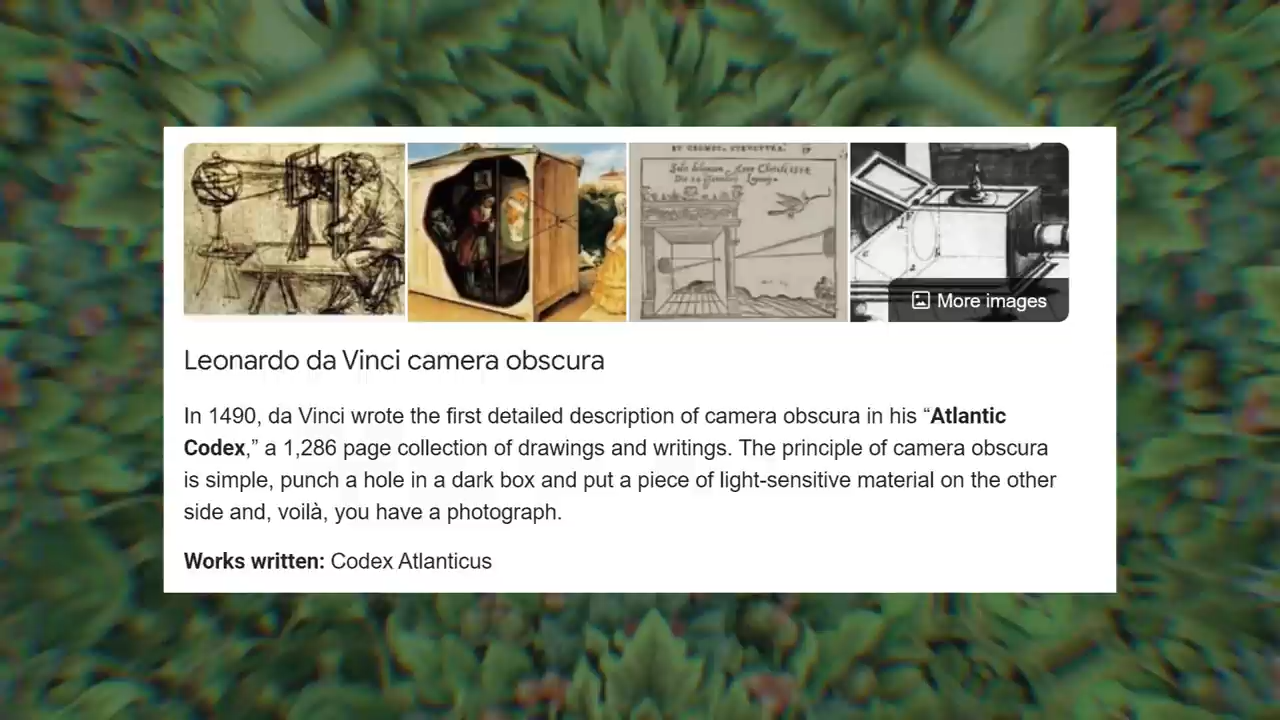 More images
Leonardo da Vinci camera obscura
In 1490, da Vinci wrote the first detailed description of camera obscura in his “Atlantic
Codex,” a 1,286 page collection of drawings and writings. The principle of camera obscura
is simple, punch a hole in a dark box and put a piece of light-sensitive material on the other
side and, voilà, you have a photograph.
Works written: Codex Atlanticus